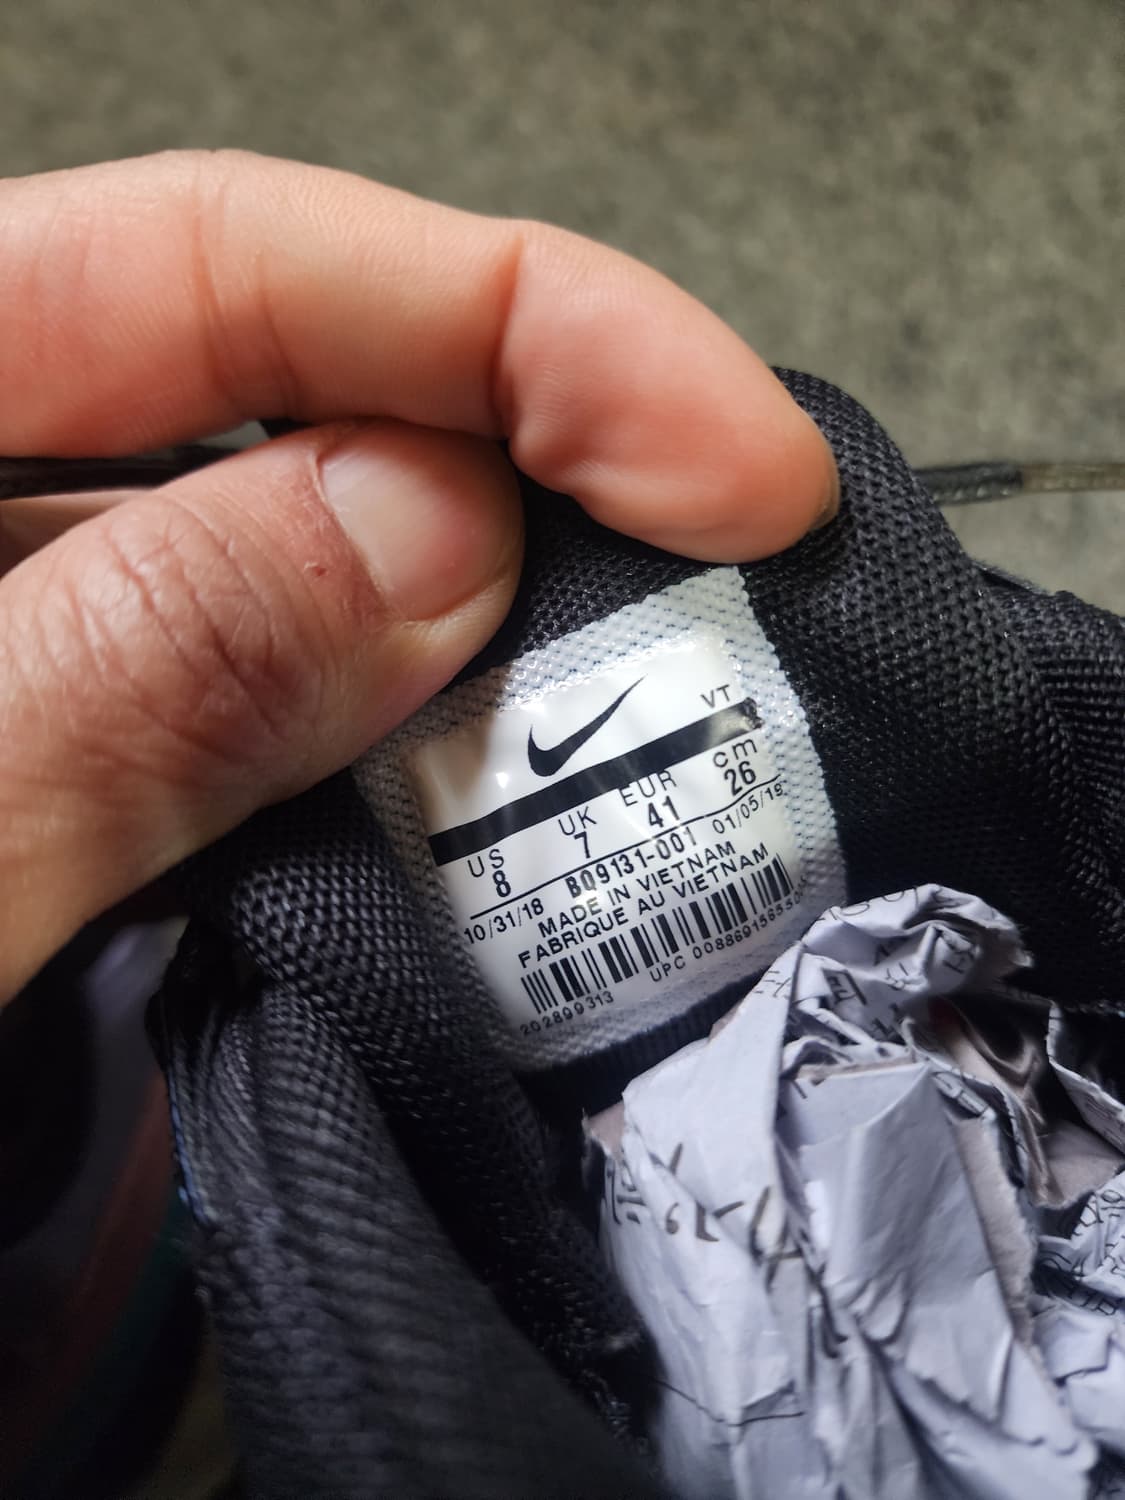 VT
US UK EUR cm
8 7 41 26
10/31/18 BQ9131-001 01/05/19
MADE IN VIETNAM
FABRIQUE AU VIETNAM
202899313 UPC